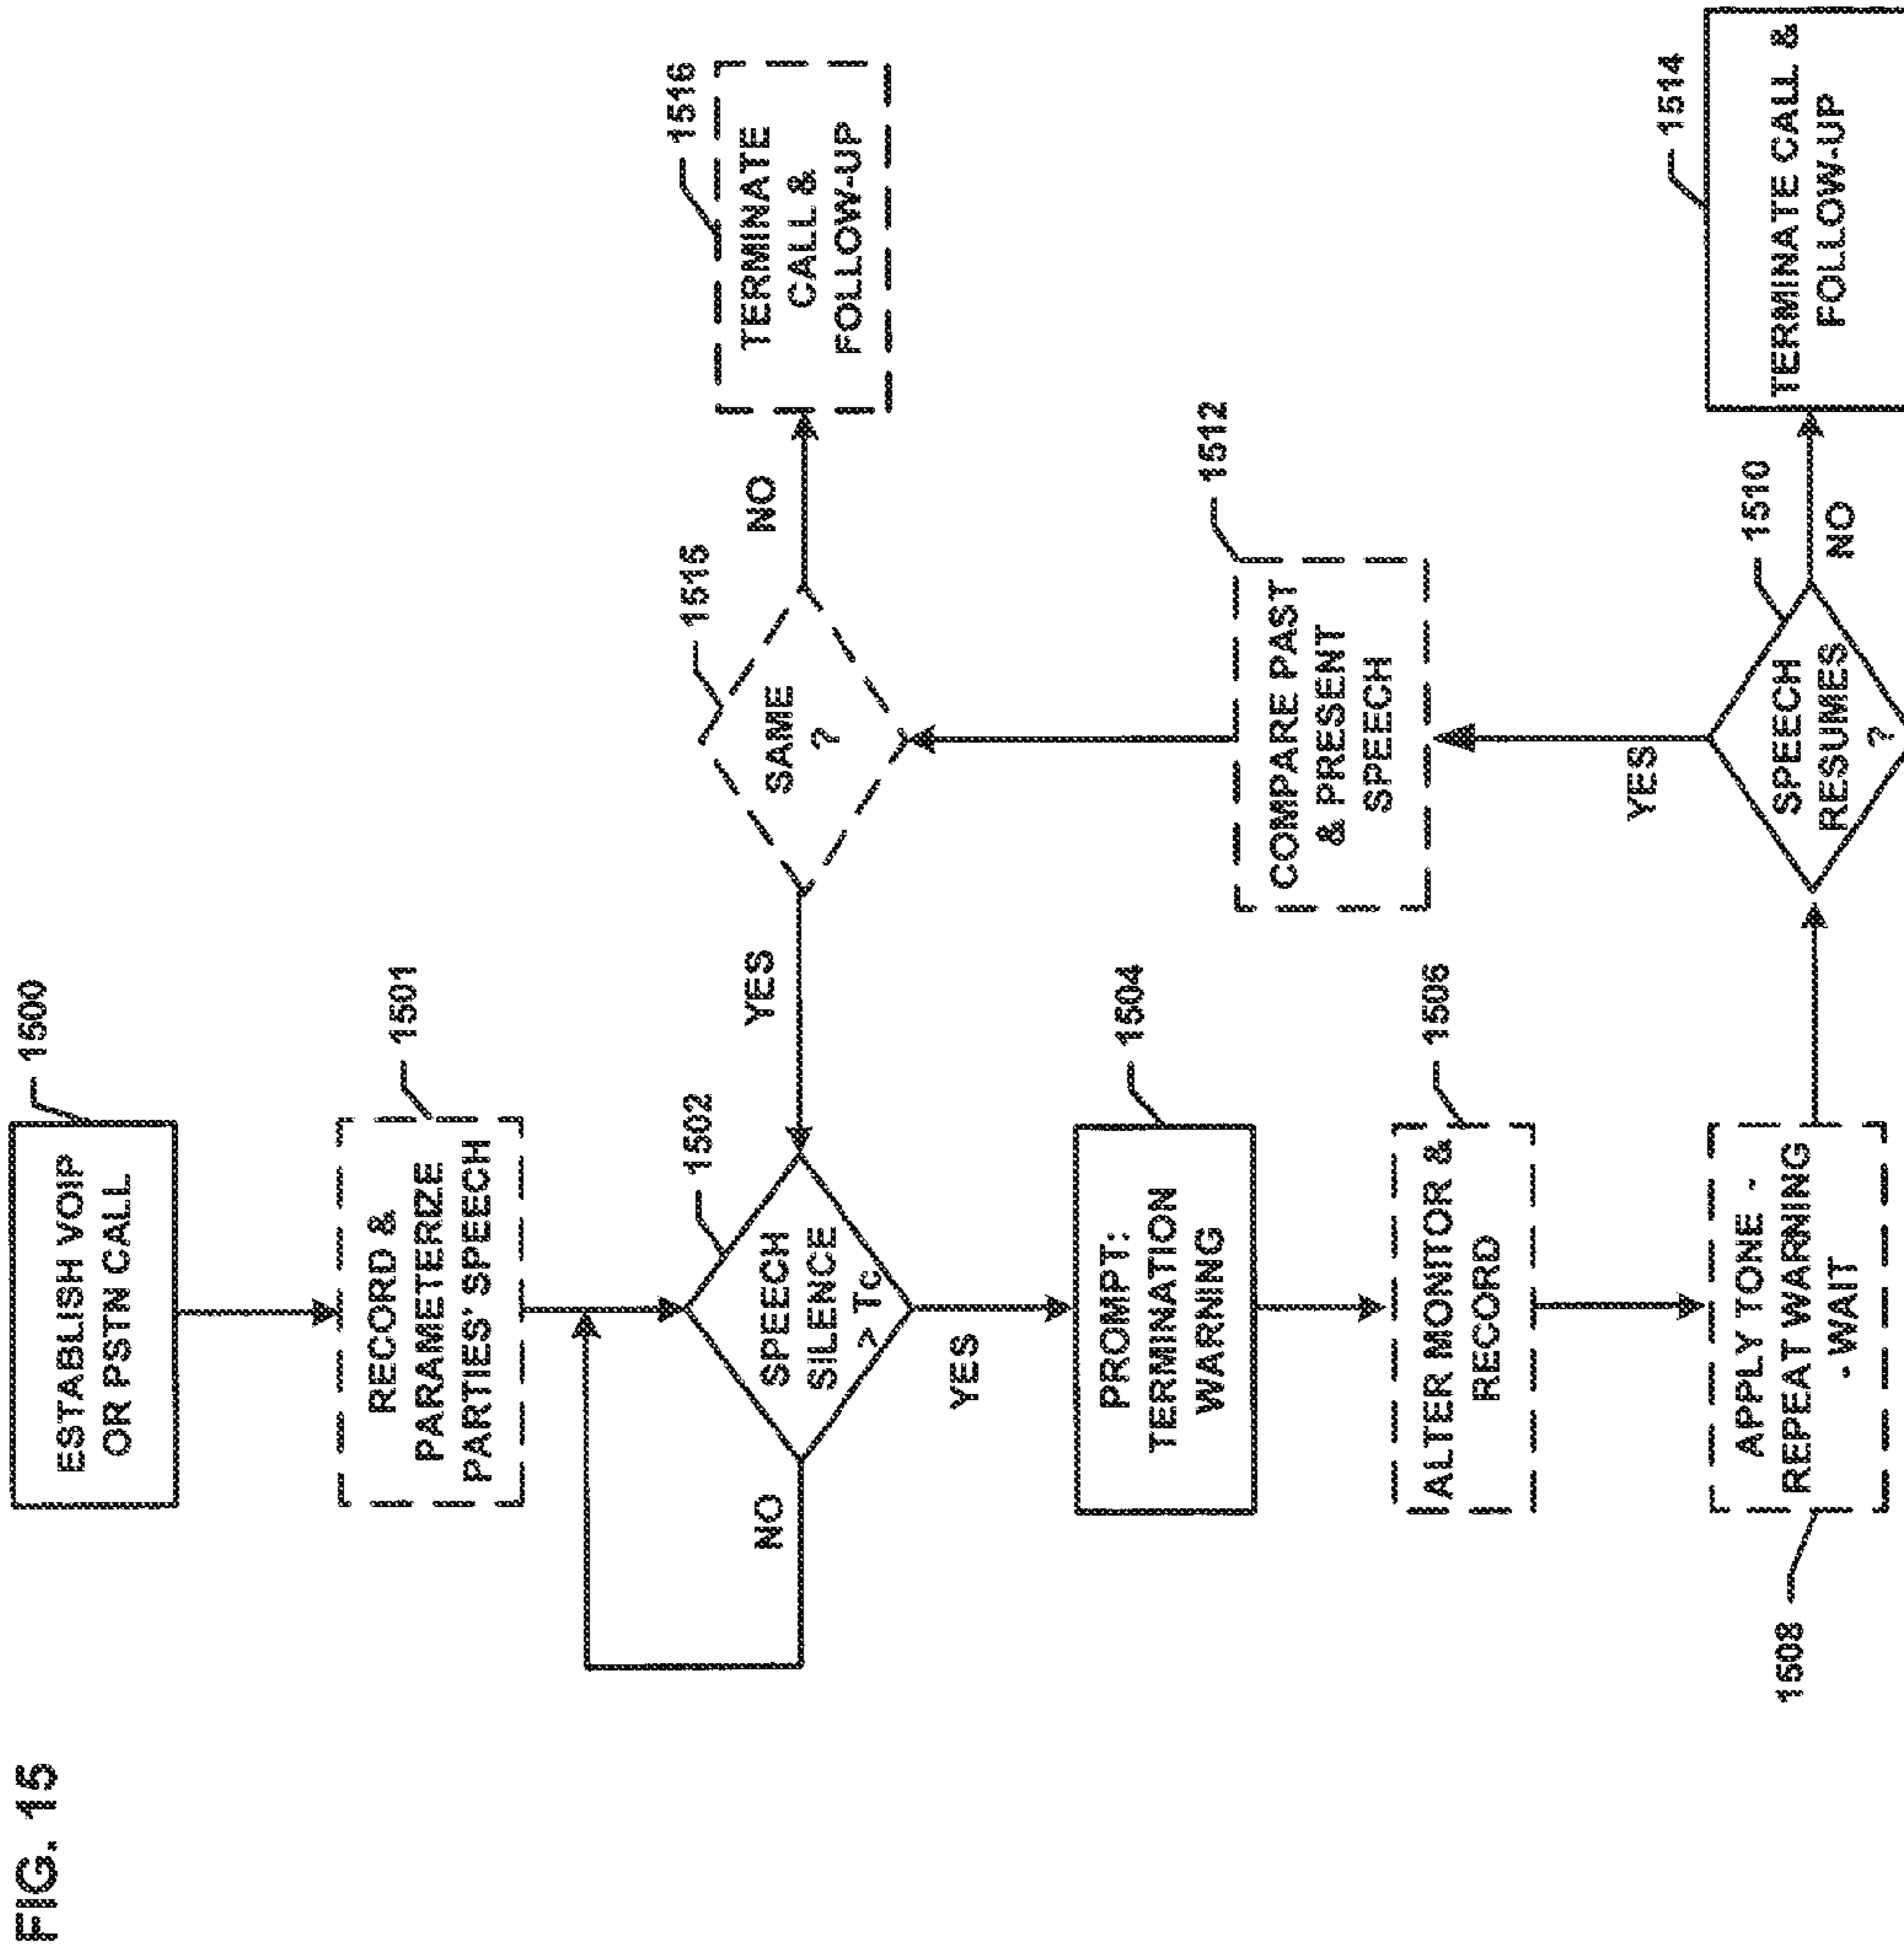 FIG. 15
1500
ESTABLISH VOIP
OR PSTN CALL
1501
RECORD &
PARAMETERIZE
PARTIES' SPEECH
1502
SPEECH
SILENCE
> Tc
?
NO
YES
1504
PROMPT:
TERMINATION
WARNING
1506
ALTER MONITOR &
RECORD
1508
APPLY TONE -
REPEAT WARNING
- WAIT
1510
SPEECH
RESUMES
?
NO
YES
1514
TERMINATE CALL &
FOLLOW-UP
1512
COMPARE PAST
& PRESENT
SPEECH
1515
SAME
?
YES
NO
1516
TERMINATE
CALL &
FOLLOW-UP